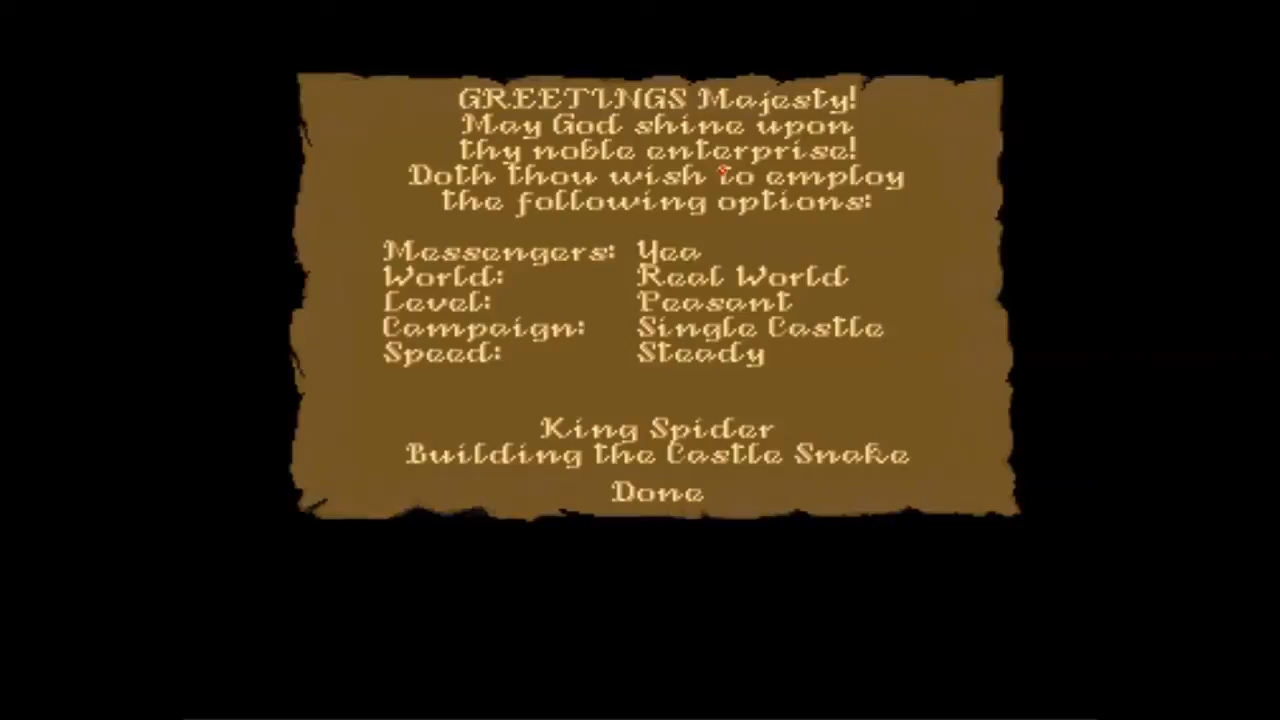 GREETINGS Majesty!
May God shine upon
thy noble enterprise!
Doth thou wish to employ
the following options:
Messengers: Yea
World: Real World
Level: Peasant
Campaign: Single Castle
Speed: Steady
King Spider
Building the Castle Snake
Done